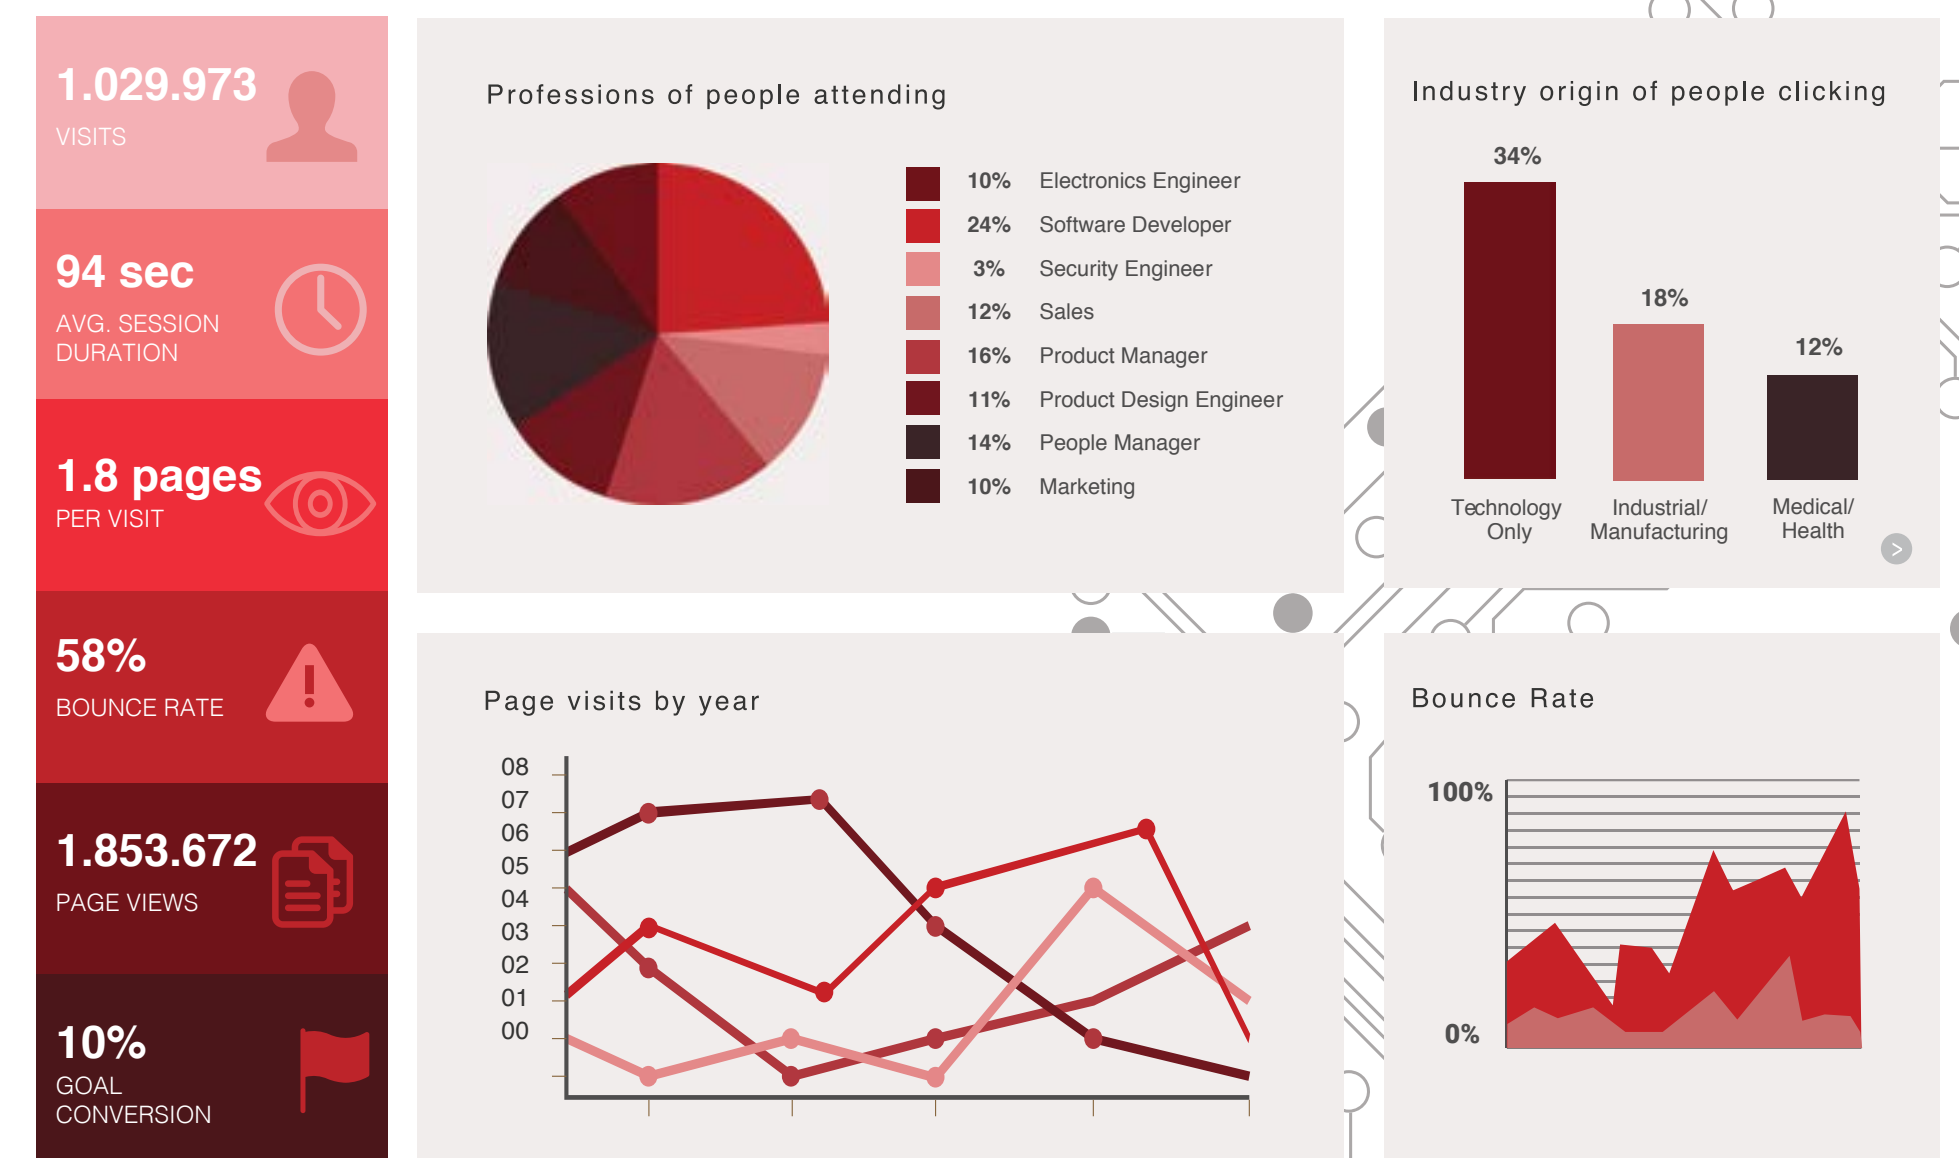 1.029.973
VISITS
94 sec
AVG. SESSION
DURATION
1.8 pages
PER VISIT
58%
BOUNCE RATE
1.853.672
PAGE VIEWS
10%
GOAL
CONVERSION
Professions of people attending
10% Electronics Engineer
24% Software Developer
3% Security Engineer
12% Sales
16% Product Manager
11% Product Design Engineer
14% People Manager
10% Marketing
Industry origin of people clicking
34%
18%
12%
Technology
Only
Industrial/
Manufacturing
Medical/
Health
>
Page visits by year
08
07
06
05
04
03
02
01
00
Bounce Rate
100%
0%